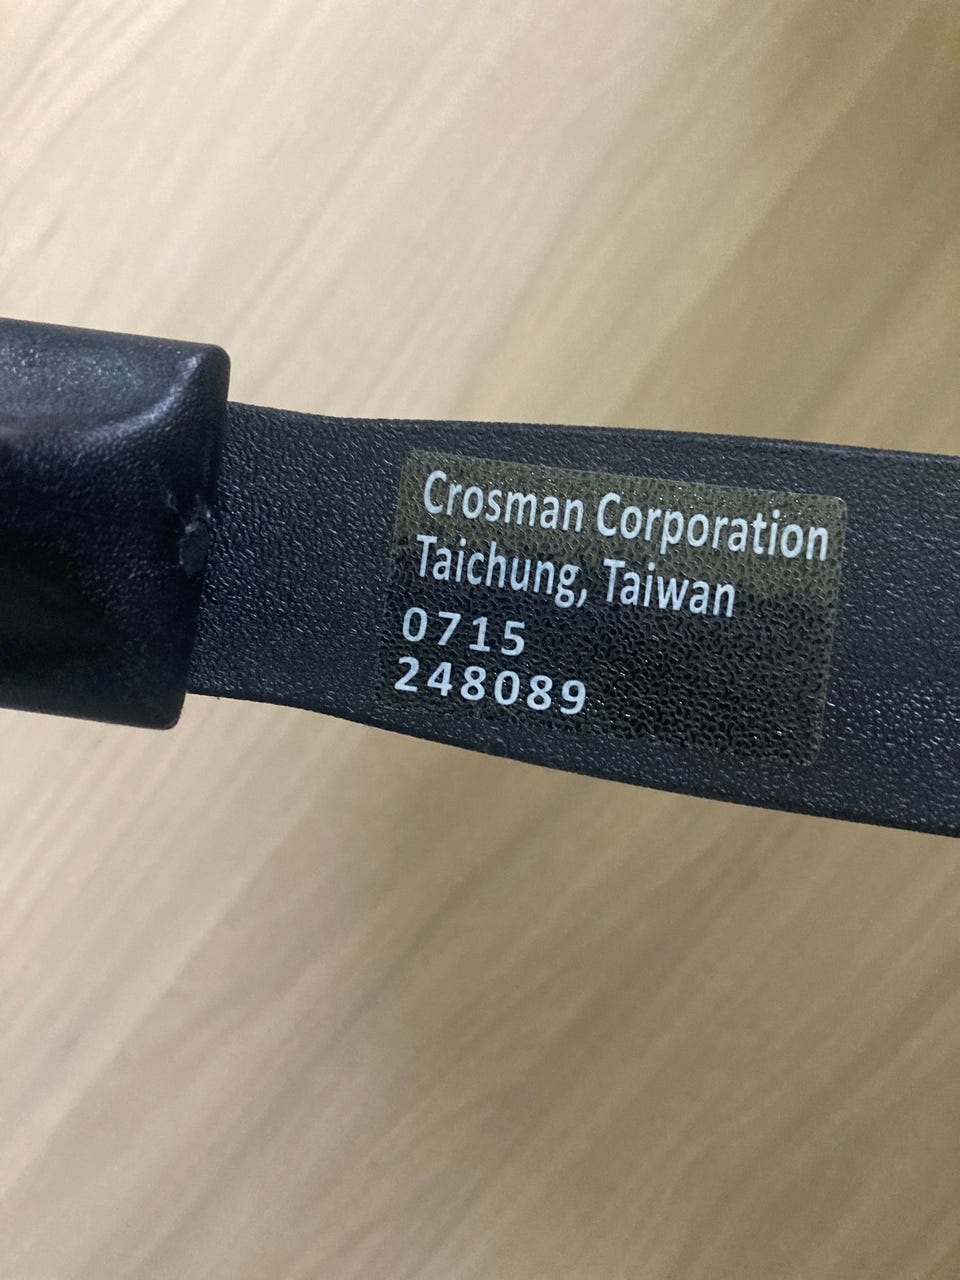 Crosman Corporation
Taichung, Taiwan
0715
248089